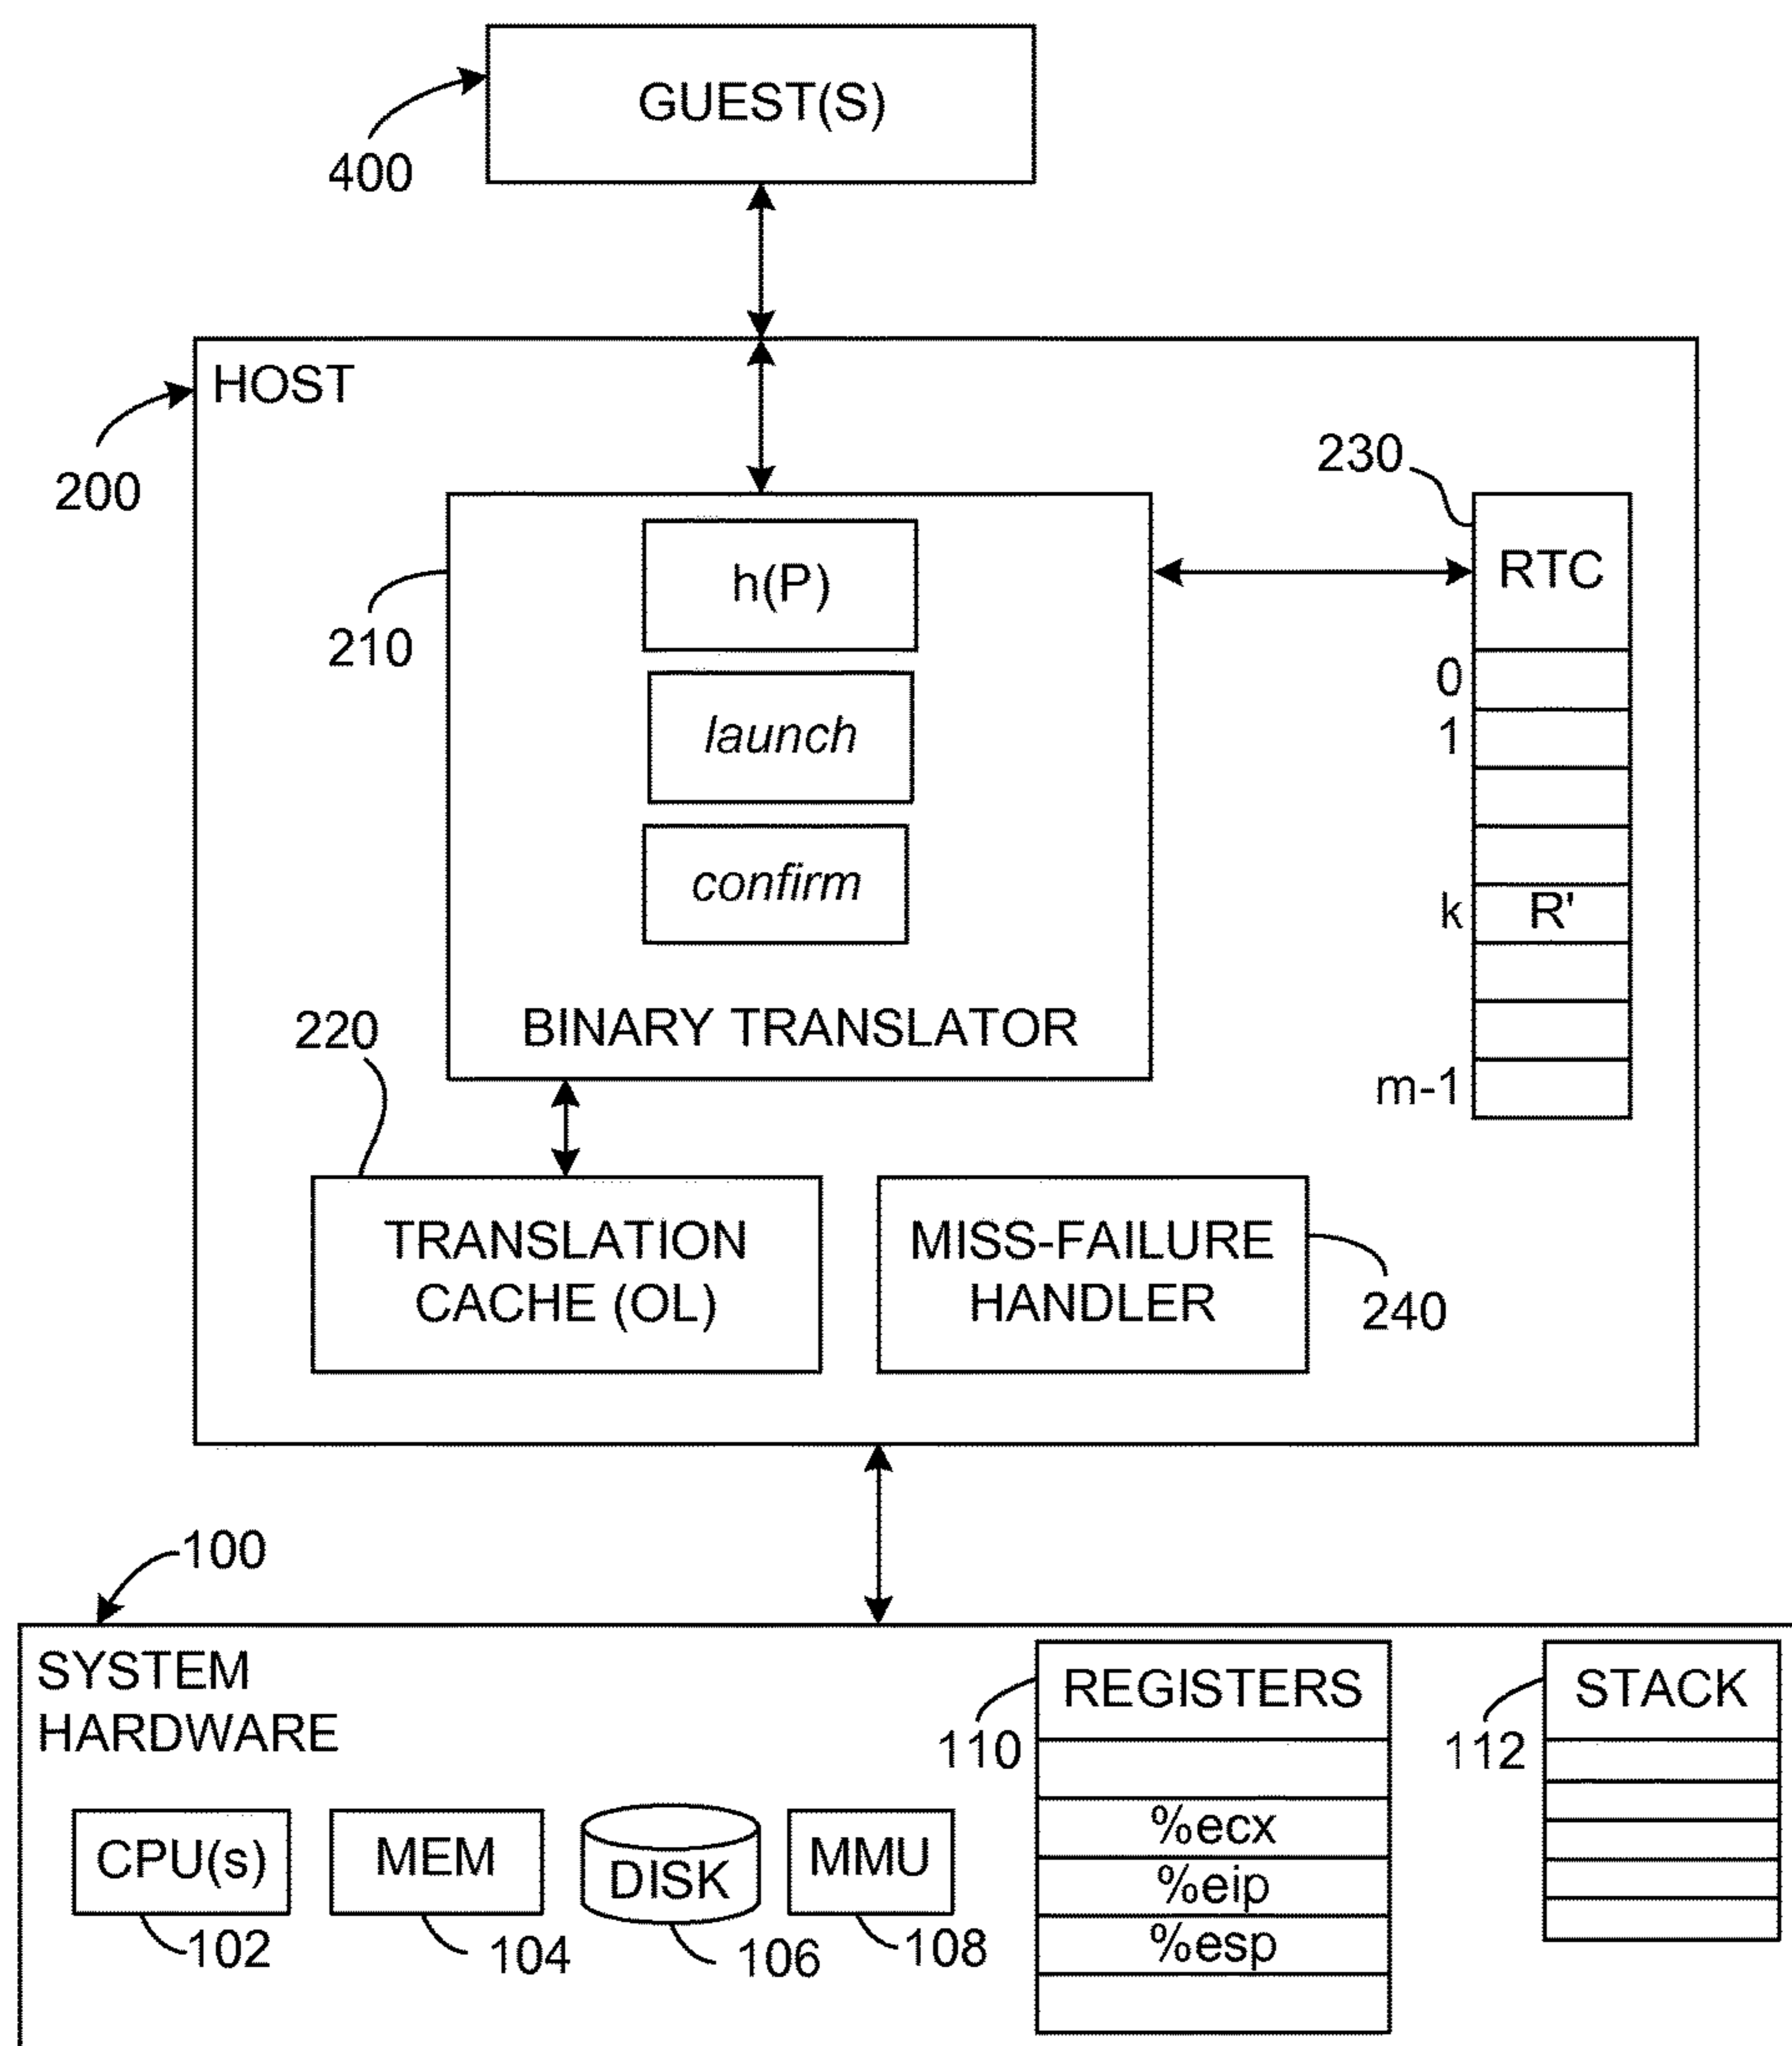 GUEST(S)
400
HOST
200
230
RTC
h(P)
210
0
launch
1
confirm
k R'
220
BINARY TRANSLATOR
m-1
TRANSLATION
CACHE (OL)
MISS-FAILURE
HANDLER
240
100
SYSTEM
HARDWARE
REGISTERS
STACK
110
112
%ecx
%eip
%esp
CPU(s)
MEM
DISK
MMU
102
104
106
108